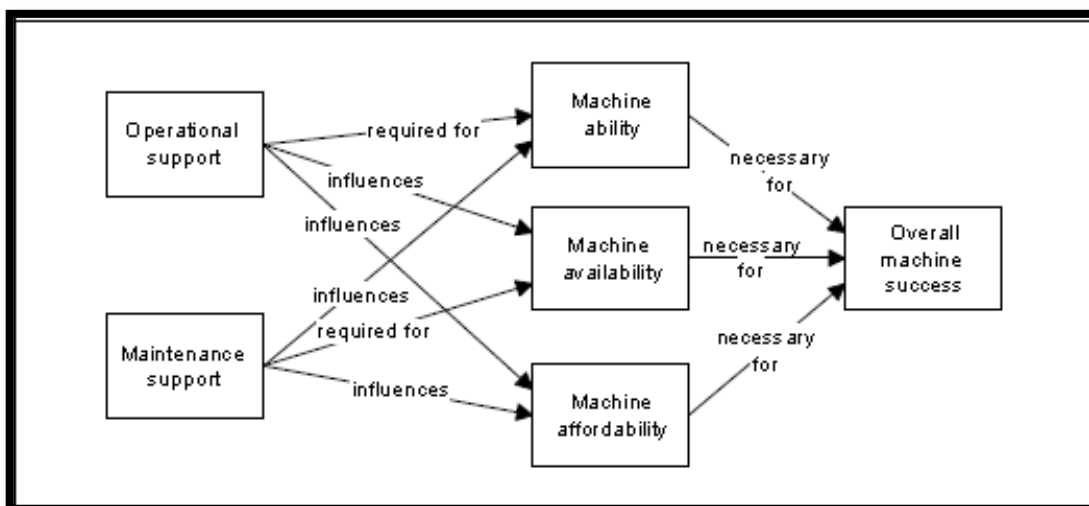 Operational
support
Maintenance
support
required for
influences
influences
influences
required for
influences
Machine
ability
Machine
availability
Machine
affordability
necessary
for
necessary
for
necessary
for
Overall
machine
success